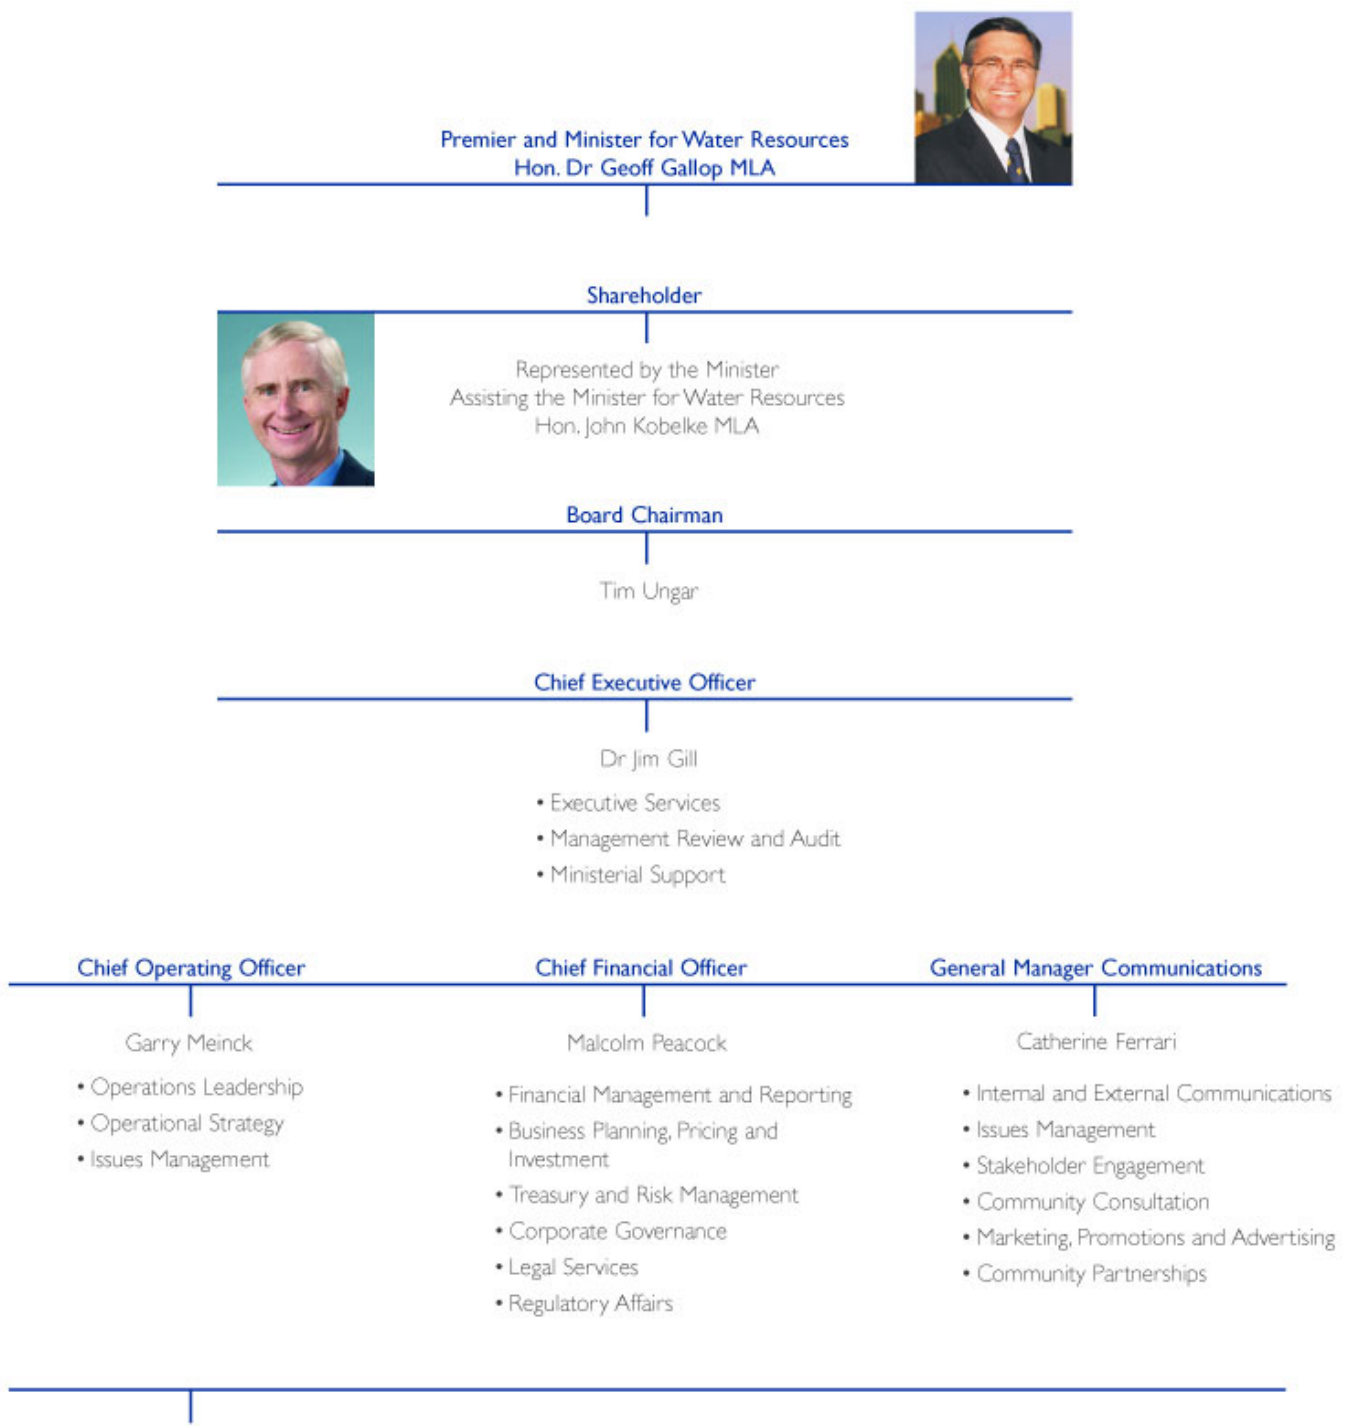 Premier and Minister for Water Resources
Hon. Dr Geoff Gallop MLA
Shareholder
Represented by the Minister
Assisting the Minister for Water Resources
Hon. John Kobelke MLA
Board Chairman
Tim Ungar
Chief Executive Officer
Dr Jim Gill
• Executive Services
• Management Review and Audit
• Ministerial Support
Chief Operating Officer
Garry Meinck
• Operations Leadership
• Operational Strategy
• Issues Management
Chief Financial Officer
Malcolm Peacock
• Financial Management and Reporting
• Business Planning, Pricing and
Investment
• Treasury and Risk Management
• Corporate Governance
• Legal Services
• Regulatory Affairs
General Manager Communications
Catherine Ferrari
• Internal and External Communications
• Issues Management
• Stakeholder Engagement
• Community Consultation
• Marketing, Promotions and Advertising
• Community Partnerships